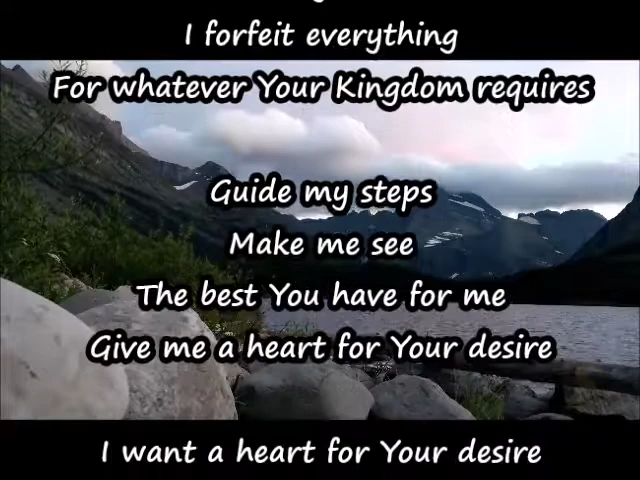 I forfeit everything
For whatever Your Kingdom requires
Guide my steps
Make me see
The best You have for me
Give me a heart for Your desire
I want a heart for Your desire